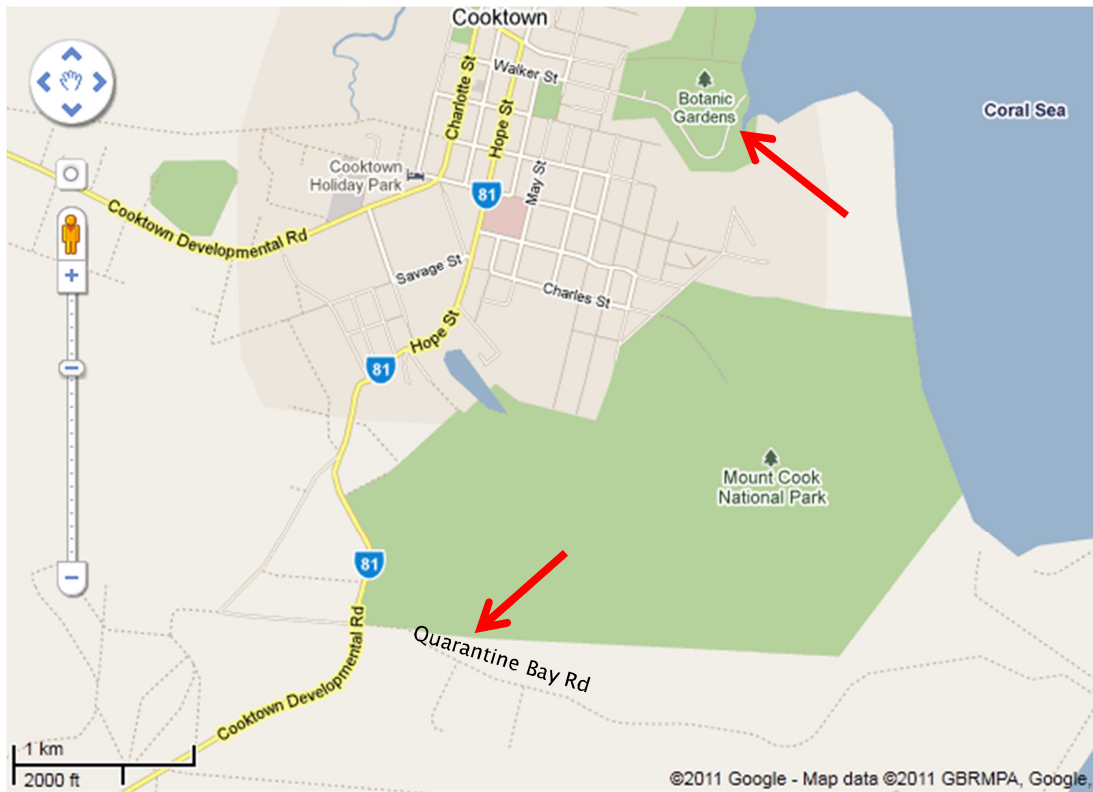 Cooktown
Walker St
Charlotte St
Hope St
Botanic
Gardens
Coral Sea
Cooktown
Holiday Park
May St
81
Cooktown Developmental Rd
Savage St
Charles St
Hope St
81
Mount Cook
National Park
81
Quarantine Bay Rd
Cooktown Developmental Rd
1 km
2000 ft
©2011 Google - Map data ©2011 GBRMPA, Google,